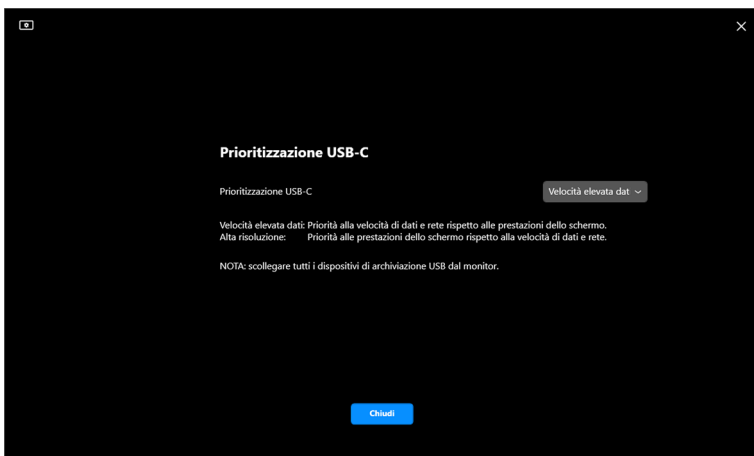 Prioritizzazione USB-C
Prioritizzazione USB-C
Velocità elevata dat
Velocità elevata dati: Priorità alla velocità di dati e rete rispetto alle prestazioni dello schermo.
Alta risoluzione: Priorità alle prestazioni dello schermo rispetto alla velocità di dati e rete.
NOTA: scollegare tutti i dispositivi di archiviazione USB dal monitor.
Chiudi